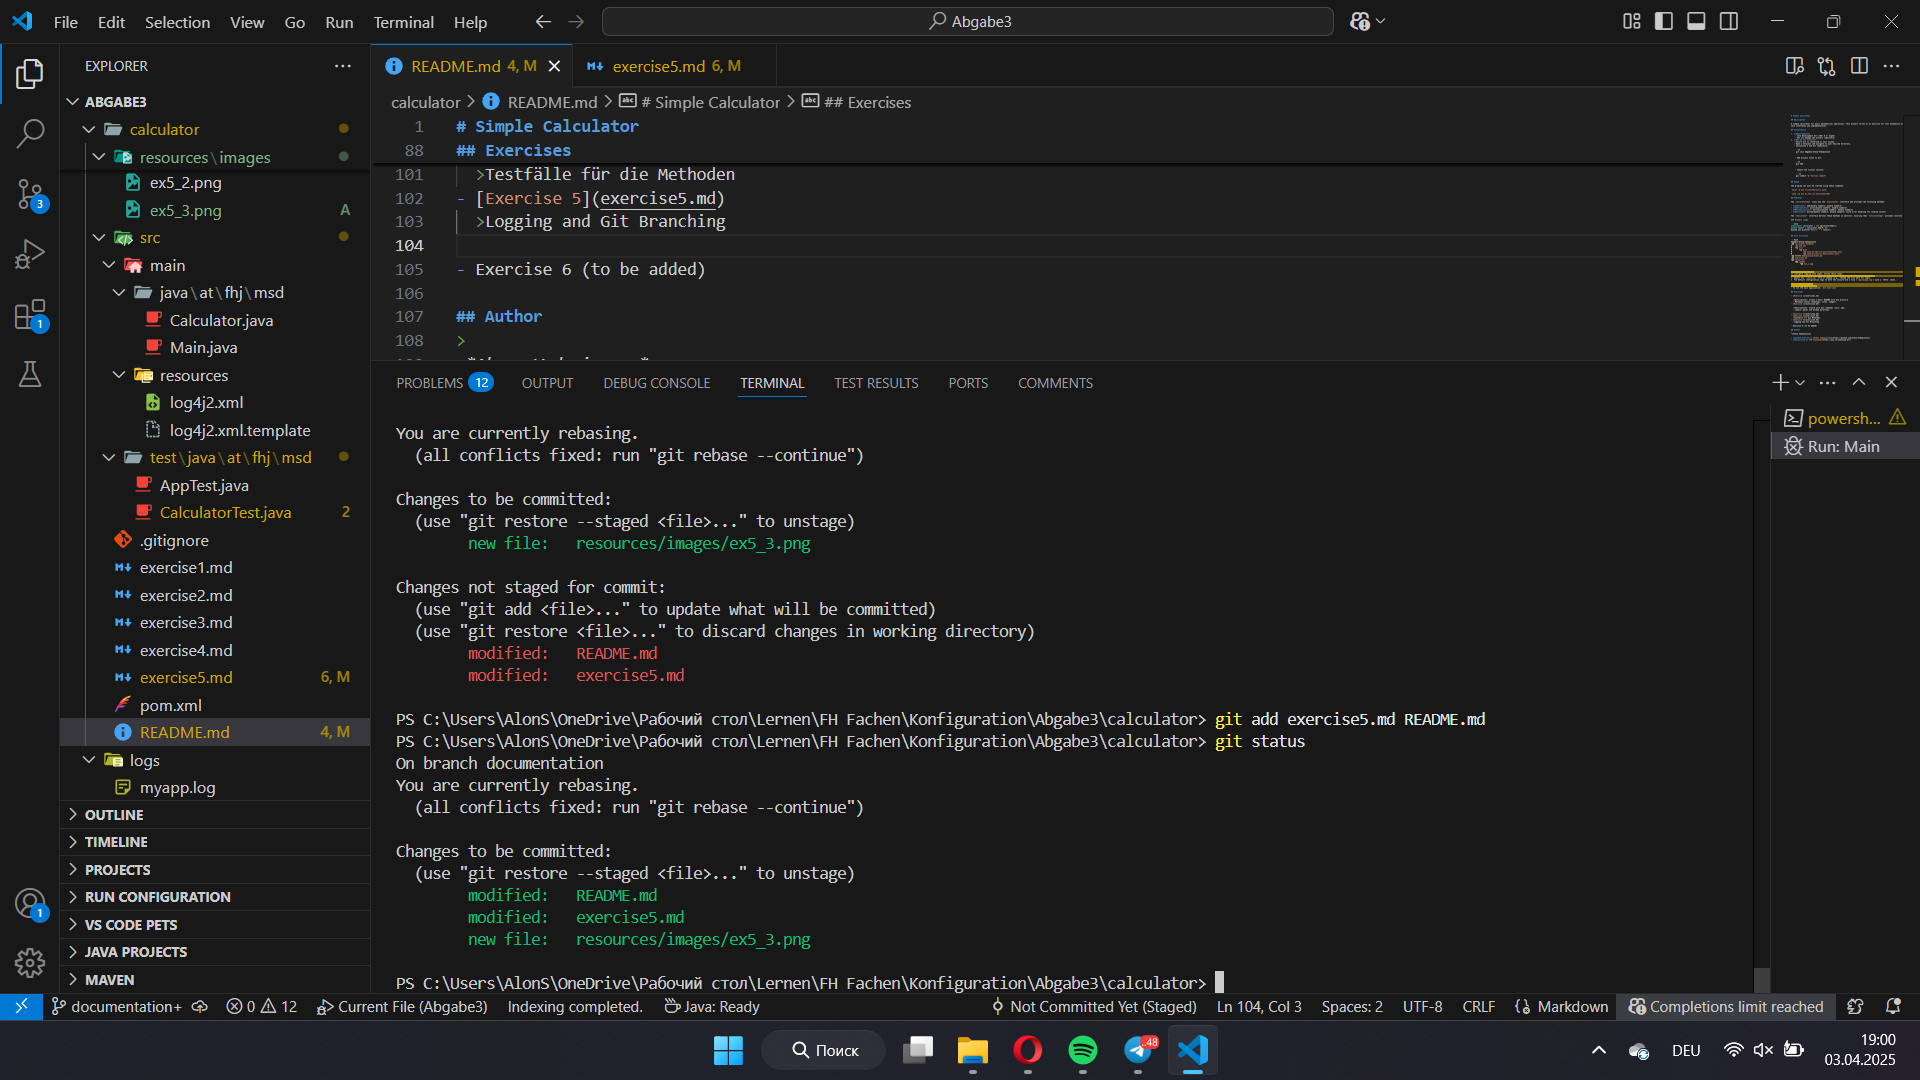 File Edit Selection View Go Run Terminal Help
Abgabe3
EXPLORER
ABGABE3
calculator
resources\images
ex5_2.png
ex5_3.png A
src
main
java\at\fhj\msd
Calculator.java
Main.java
resources
log4j2.xml
log4j2.xml.template
test\java\at\fhj\msd
AppTest.java
CalculatorTest.java 2
.gitignore
exercise1.md
exercise2.md
exercise3.md
exercise4.md
exercise5.md 6, M
pom.xml
README.md 4, M
logs
myapp.log
OUTLINE
TIMELINE
PROJECTS
RUN CONFIGURATION
VS CODE PETS
JAVA PROJECTS
MAVEN
3
1
1
README.md 4, M
exercise5.md 6, M
calculator > README.md > # Simple Calculator > ## Exercises
1 # Simple Calculator
88 ## Exercises
101 >Testfälle für die Methoden
102 - [Exercise 5](exercise5.md)
103 >Logging and Git Branching
104
105 - Exercise 6 (to be added)
106
107 ## Author
108 >
PROBLEMS 12 OUTPUT DEBUG CONSOLE TERMINAL TEST RESULTS PORTS COMMENTS
powersh...
Run: Main
You are currently rebasing.
(all conflicts fixed: run "git rebase --continue")
Changes to be committed:
(use "git restore --staged <file>..." to unstage)
new file: resources/images/ex5_3.png
Changes not staged for commit:
(use "git add <file>..." to update what will be committed)
(use "git restore <file>..." to discard changes in working directory)
modified: README.md
modified: exercise5.md
PS C:\Users\AlonS\OneDrive\Рабочий стол\Lernen\FH Fachen\Konfiguration\Abgabe3\calculator> git add exercise5.md README.md
PS C:\Users\AlonS\OneDrive\Рабочий стол\Lernen\FH Fachen\Konfiguration\Abgabe3\calculator> git status
On branch documentation
You are currently rebasing.
(all conflicts fixed: run "git rebase --continue")
Changes to be committed:
(use "git restore --staged <file>..." to unstage)
modified: README.md
modified: exercise5.md
new file: resources/images/ex5_3.png
PS C:\Users\AlonS\OneDrive\Рабочий стол\Lernen\FH Fachen\Konfiguration\Abgabe3\calculator>
documentation+ 0 12 Current File (Abgabe3) Indexing completed. Java: Ready Not Committed Yet (Staged) Ln 104, Col 3 Spaces: 2 UTF-8 CRLF Markdown Completions limit reached
Поиск
48
DEU
19:00
03.04.2025